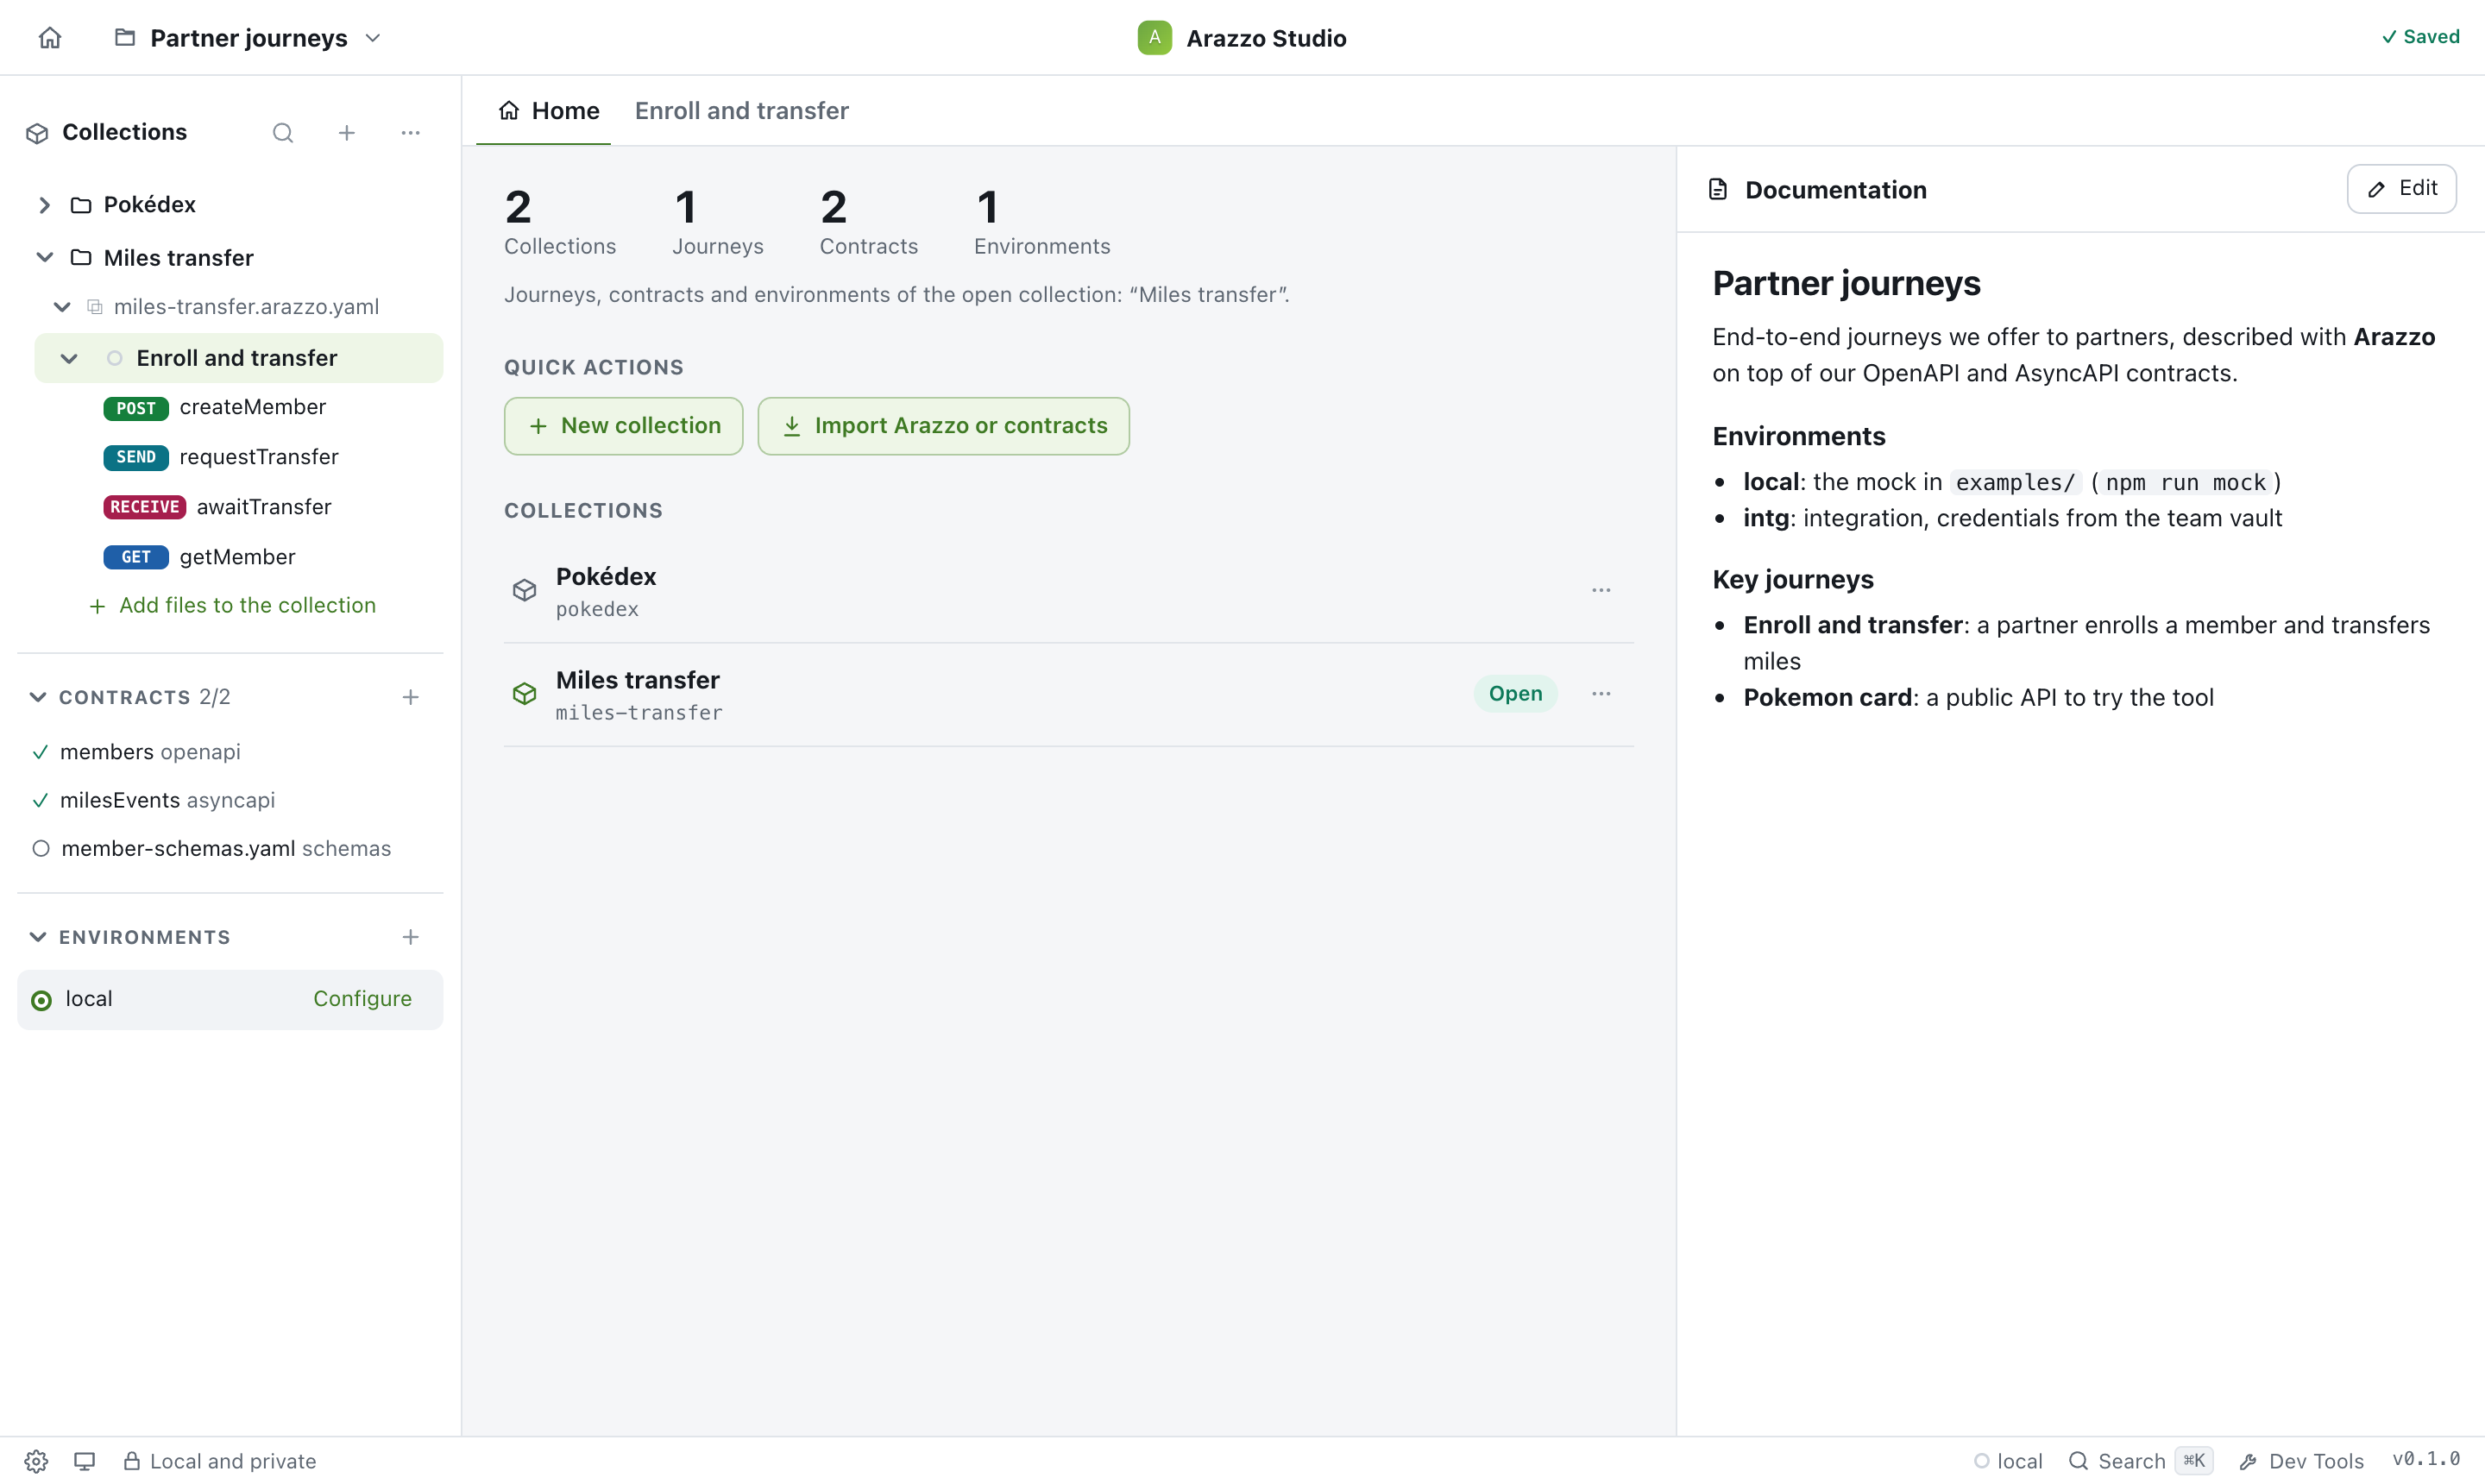 Partner journeys
A Arazzo Studio
Saved
Collections
Pokédex
Miles transfer
miles-transfer.arazzo.yaml
Enroll and transfer
POST createMember
SEND requestTransfer
RECEIVE awaitTransfer
GET getMember
Add files to the collection
CONTRACTS 2/2
members openapi
milesEvents asyncapi
member-schemas.yaml schemas
ENVIRONMENTS
local Configure
Home Enroll and transfer
2 1 2 1
Collections Journeys Contracts Environments
Journeys, contracts and environments of the open collection: “Miles transfer”.
QUICK ACTIONS
New collection Import Arazzo or contracts
COLLECTIONS
Pokédex
pokedex
Miles transfer
miles-transfer
Open
Documentation
Edit
Partner journeys
End-to-end journeys we offer to partners, described with Arazzo
on top of our OpenAPI and AsyncAPI contracts.
Environments
• local: the mock in examples/ (npm run mock)
• intg: integration, credentials from the team vault
Key journeys
• Enroll and transfer: a partner enrolls a member and transfers
miles
• Pokemon card: a public API to try the tool
Local and private
local Search ⌘K Dev Tools v0.1.0